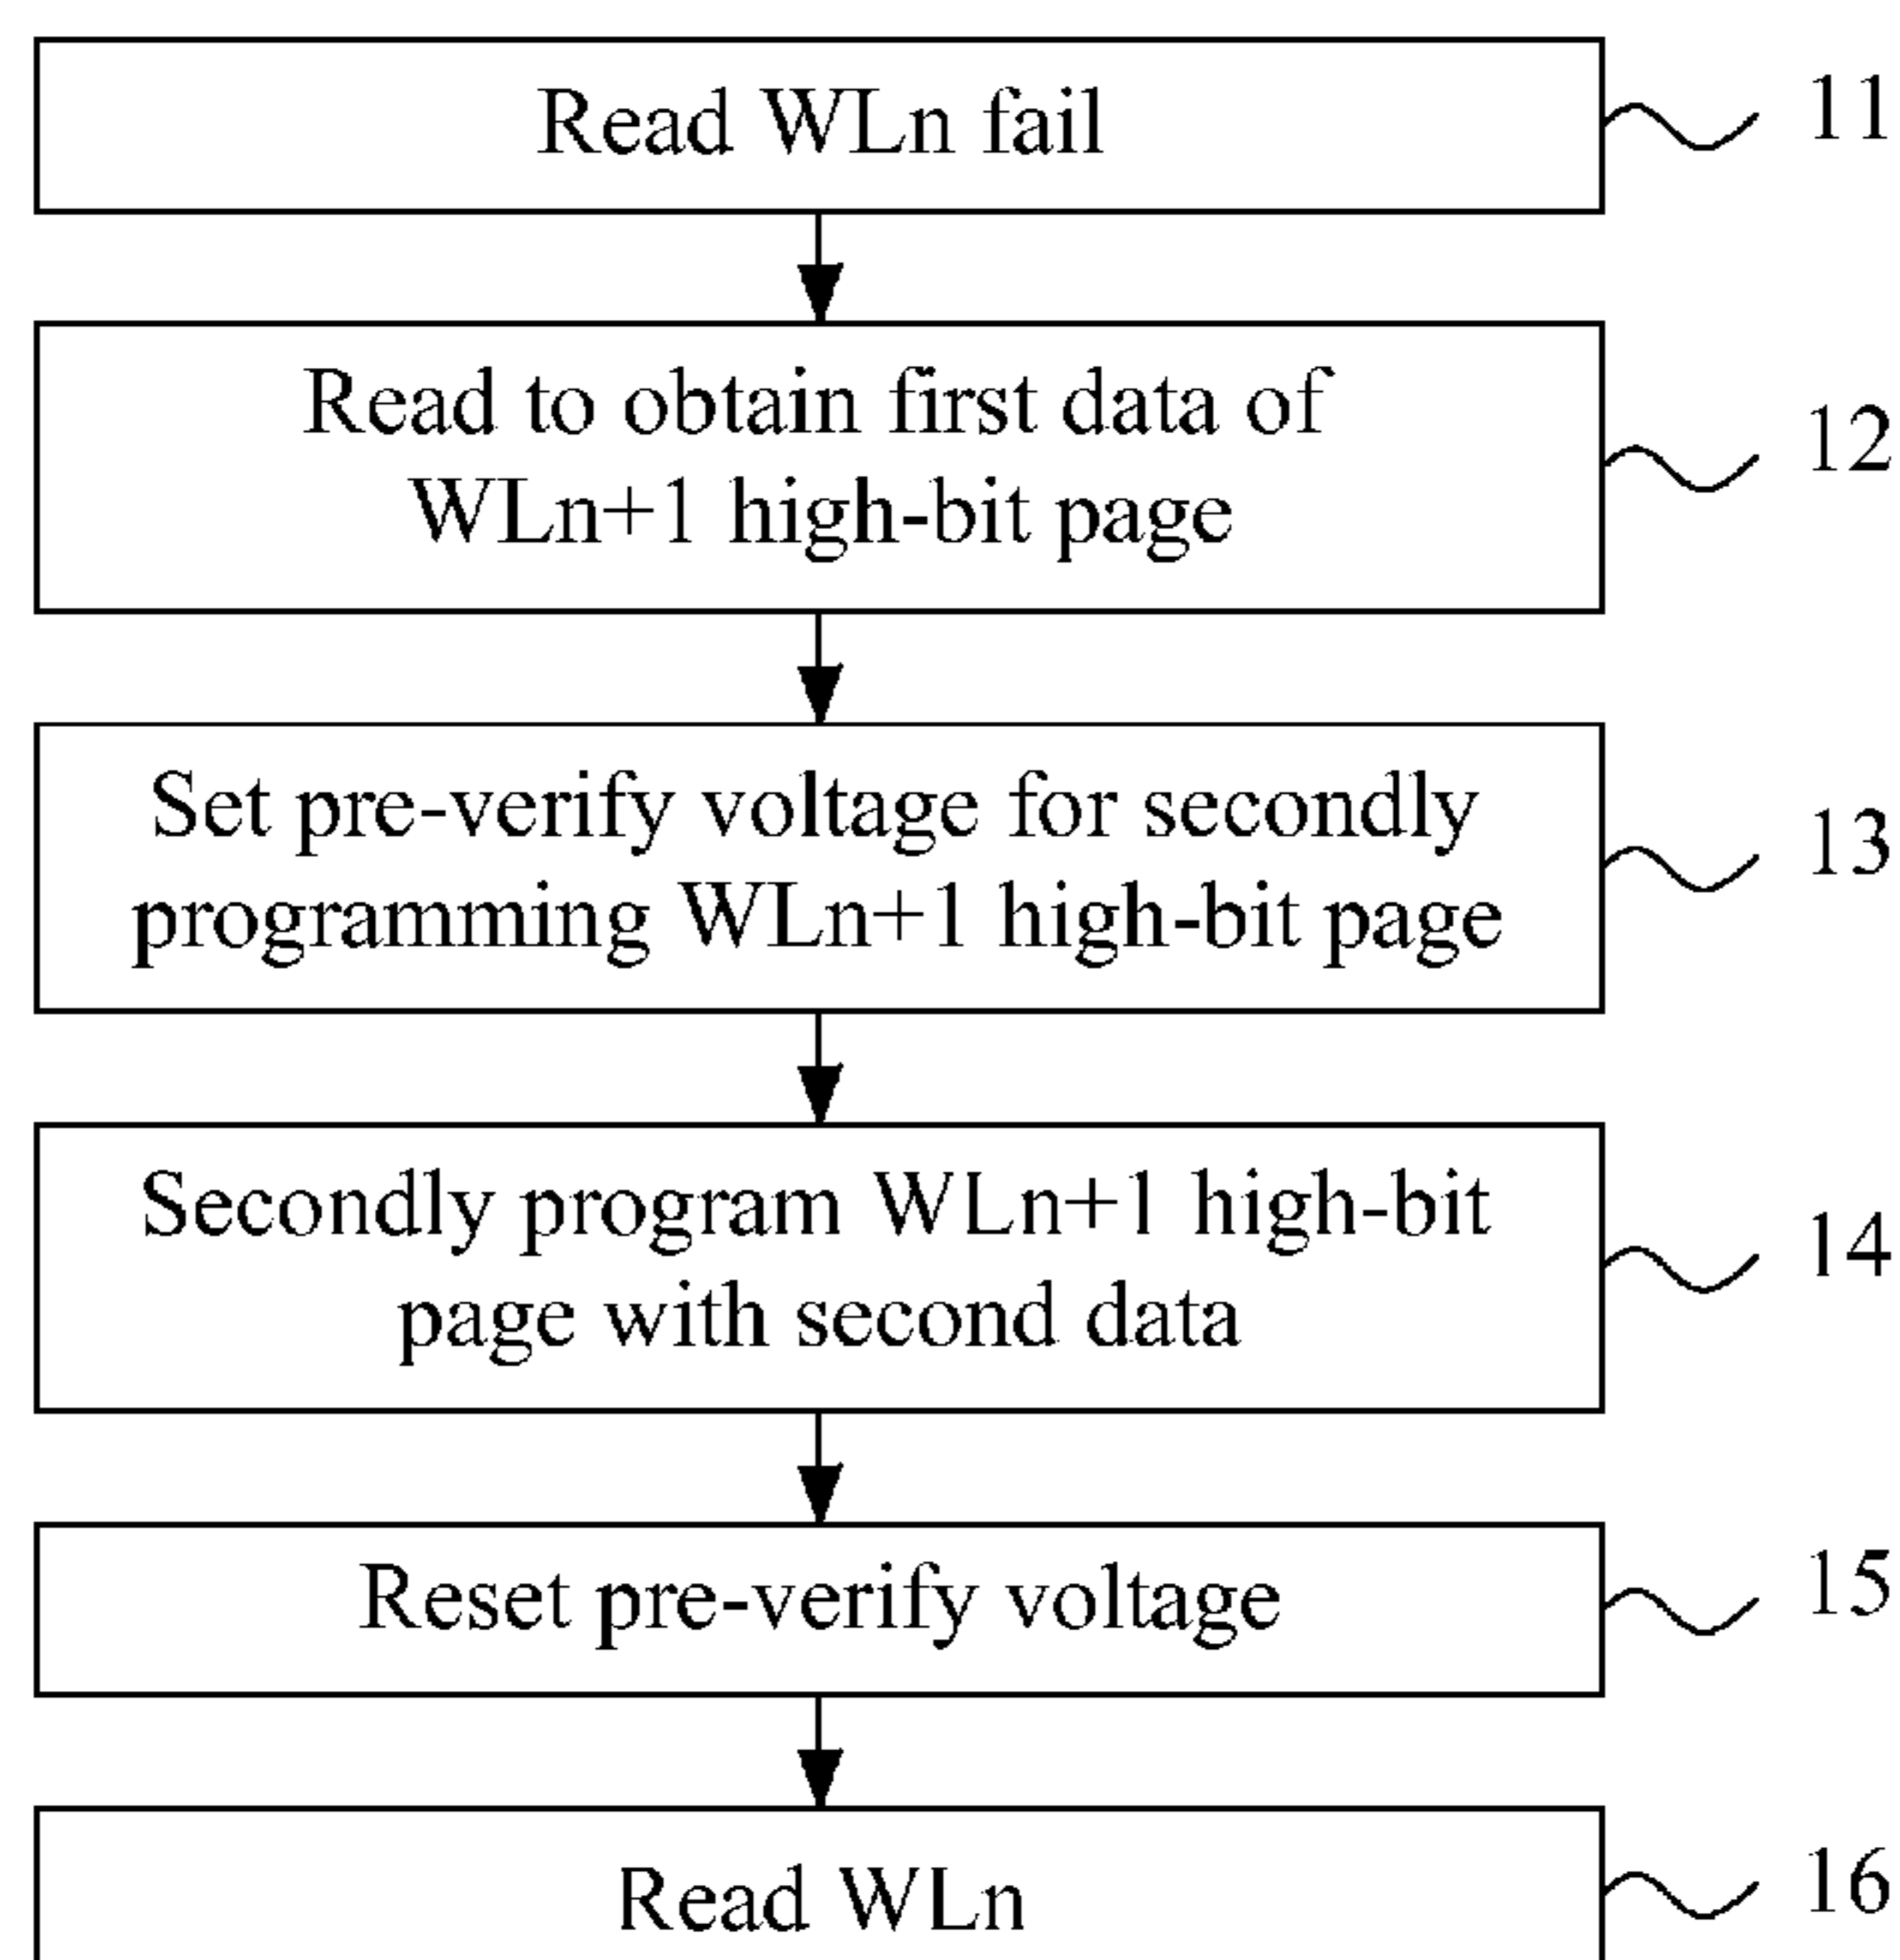 Read WLn fail
11
Read to obtain first data of
WLn+1 high-bit page
12
Set pre-verify voltage for secondly
programming WLn+1 high-bit page
13
Secondly program WLn+1 high-bit
page with second data
14
Reset pre-verify voltage
15
Read WLn
16